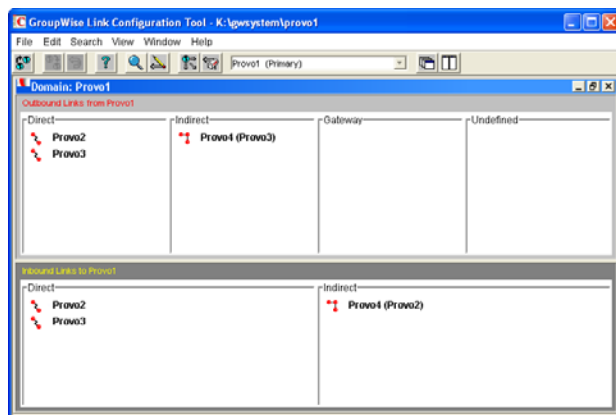 GroupWise Link Configuration Tool - K:\gwsystem\provo1
File Edit Search View Window Help
Provo1 (Primary)
Domain: Provo1
Outbound Links from Provo1
Direct Indirect Gateway Undefined
Provo2 Provo4 (Provo3)
Provo3
Inbound Links to Provo1
Direct Indirect
Provo2 Provo4 (Provo2)
Provo3